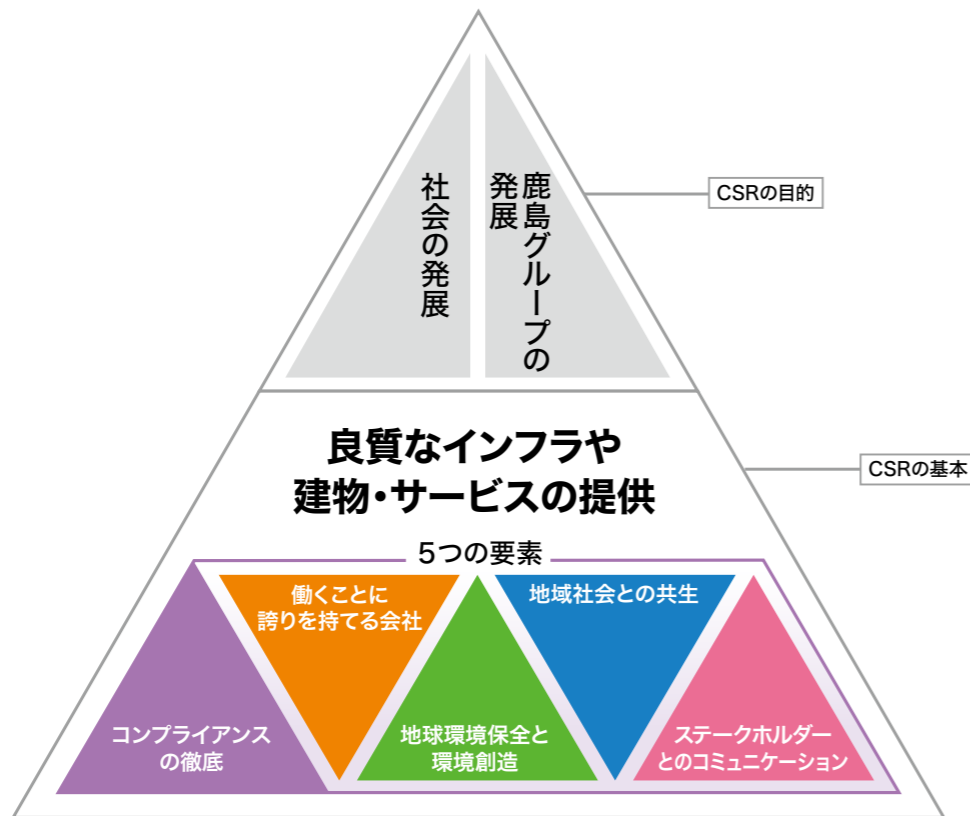 鹿島グループの
発展
社会の発展
CSRの目的
良質なインフラや
建物・サービスの提供
CSRの基本
5つの要素
働くことに
誇りを持てる会社
地域社会との共生
コンプライアンス
の徹底
地球環境保全と
環境創造
ステークホルダー
とのコミュニケーション